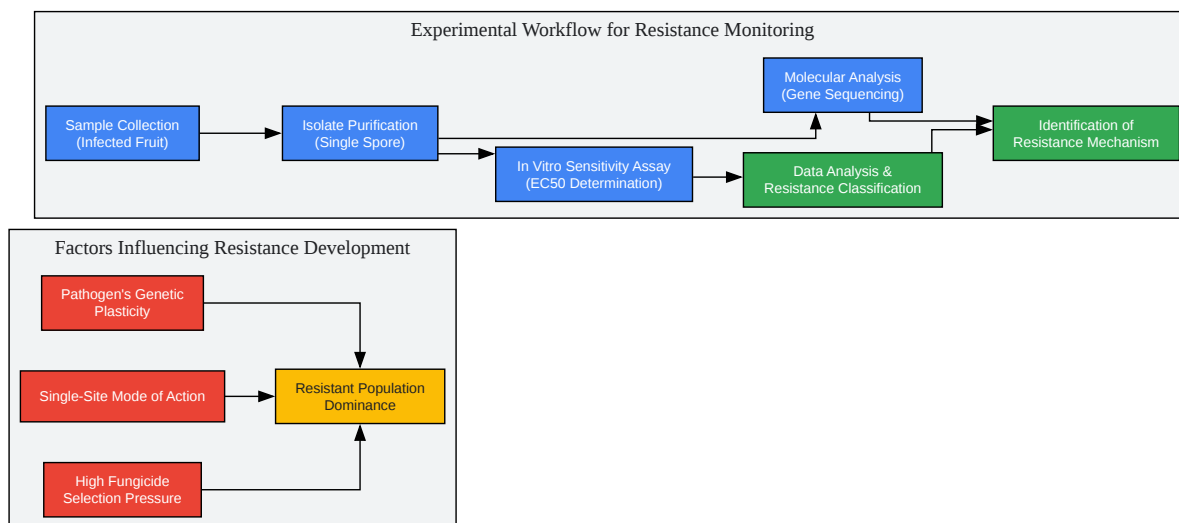 Experimental Workflow for Resistance Monitoring
Sample Collection
(Infected Fruit)
Isolate Purification
(Single Spore)
Molecular Analysis
(Gene Sequencing)
In Vitro Sensitivity Assay
(EC50 Determination)
Data Analysis &
Resistance Classification
Identification of
Resistance Mechanism
Factors Influencing Resistance Development
Pathogen's Genetic
Plasticity
Single-Site Mode of Action
High Fungicide
Selection Pressure
Resistant Population
Dominance